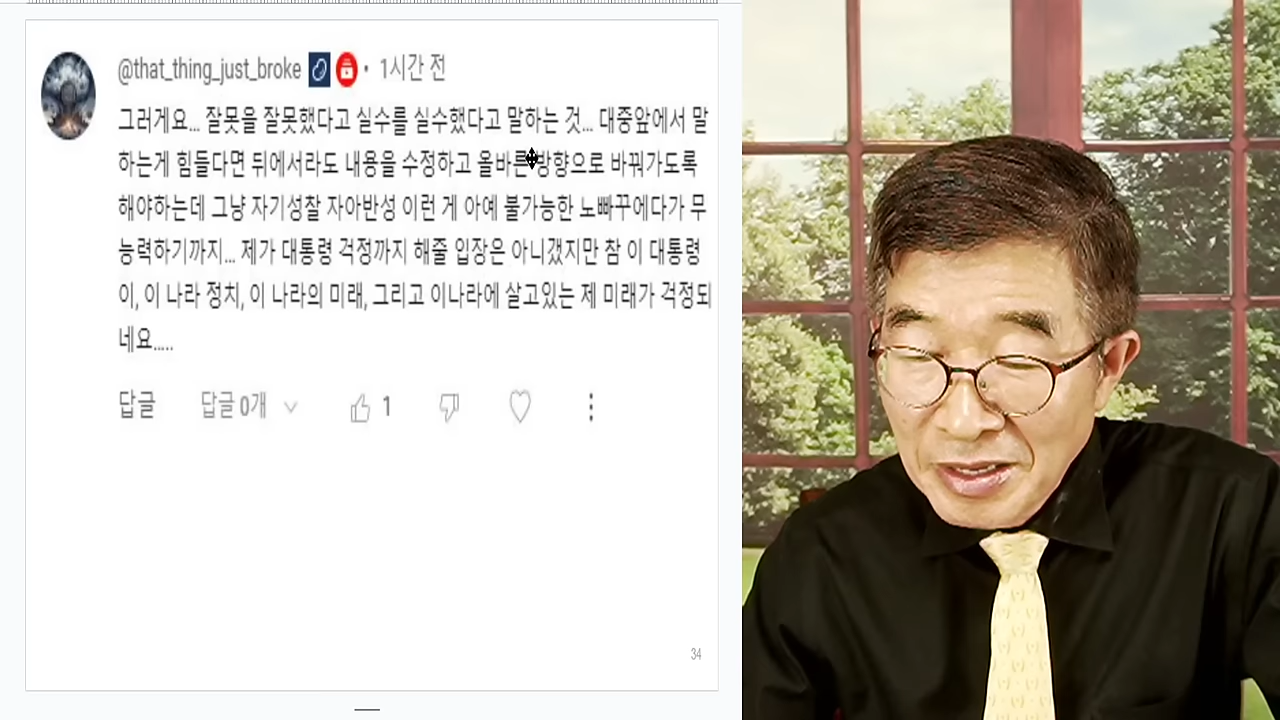 @that_thing_just_broke • 1시간 전
그러게요... 잘못을 잘못했다고 실수를 실수했다고 말하는 것... 대중앞에서 말
하는게 힘들다면 뒤에서라도 내용을 수정하고 올바른 방향으로 바꿔가도록
해야하는데 그냥 자기성찰 자아반성 이런 게 아예 불가능한 노빠꾸에다가 무
능력하기까지... 제가 대통령 걱정까지 해줄 입장은 아니겠지만 참 이 대통령
이, 이 나라 정치, 이 나라의 미래, 그리고 이나라에 살고있는 제 미래가 걱정되
네요.....
답글 답글 0개 1
34